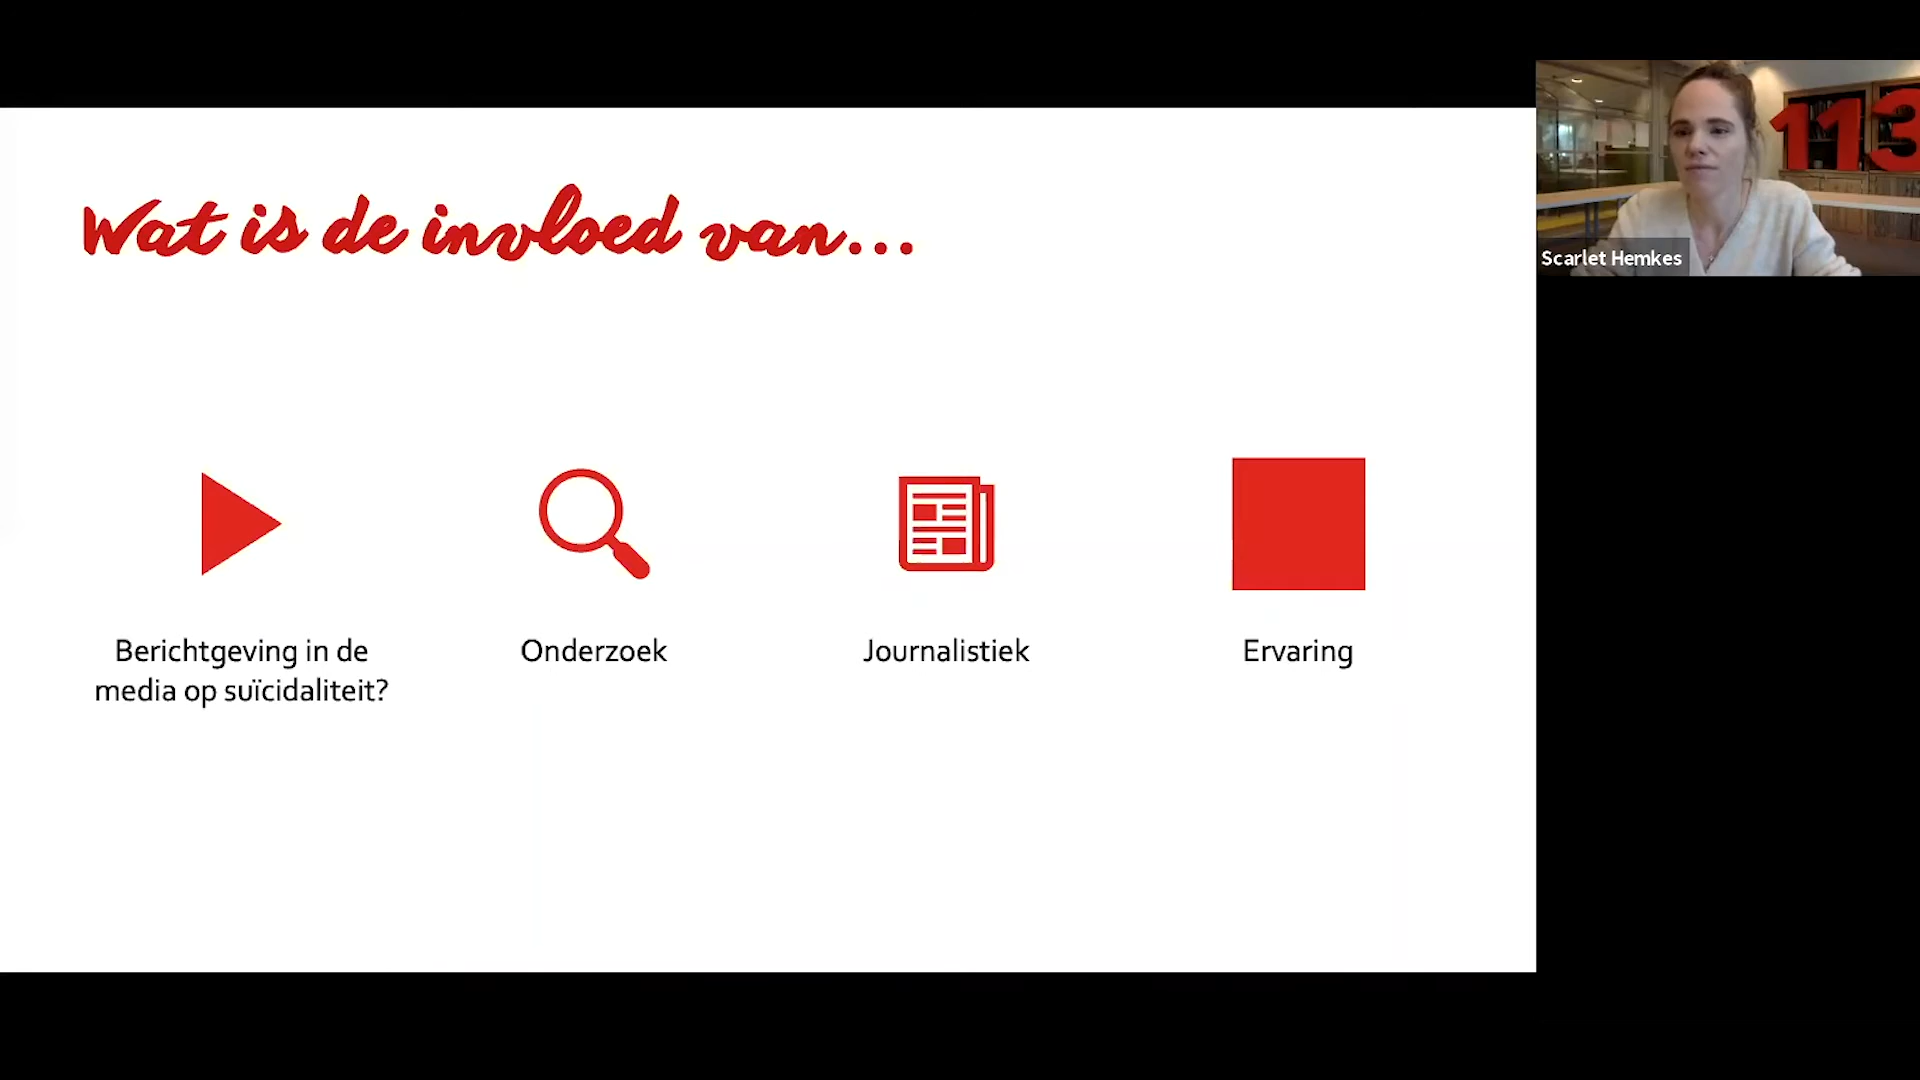 Wat is de invloed van...
Berichtgeving in de
media op suïcidaliteit?
Onderzoek
Journalistiek
Ervaring
113
Scarlet Hemkes